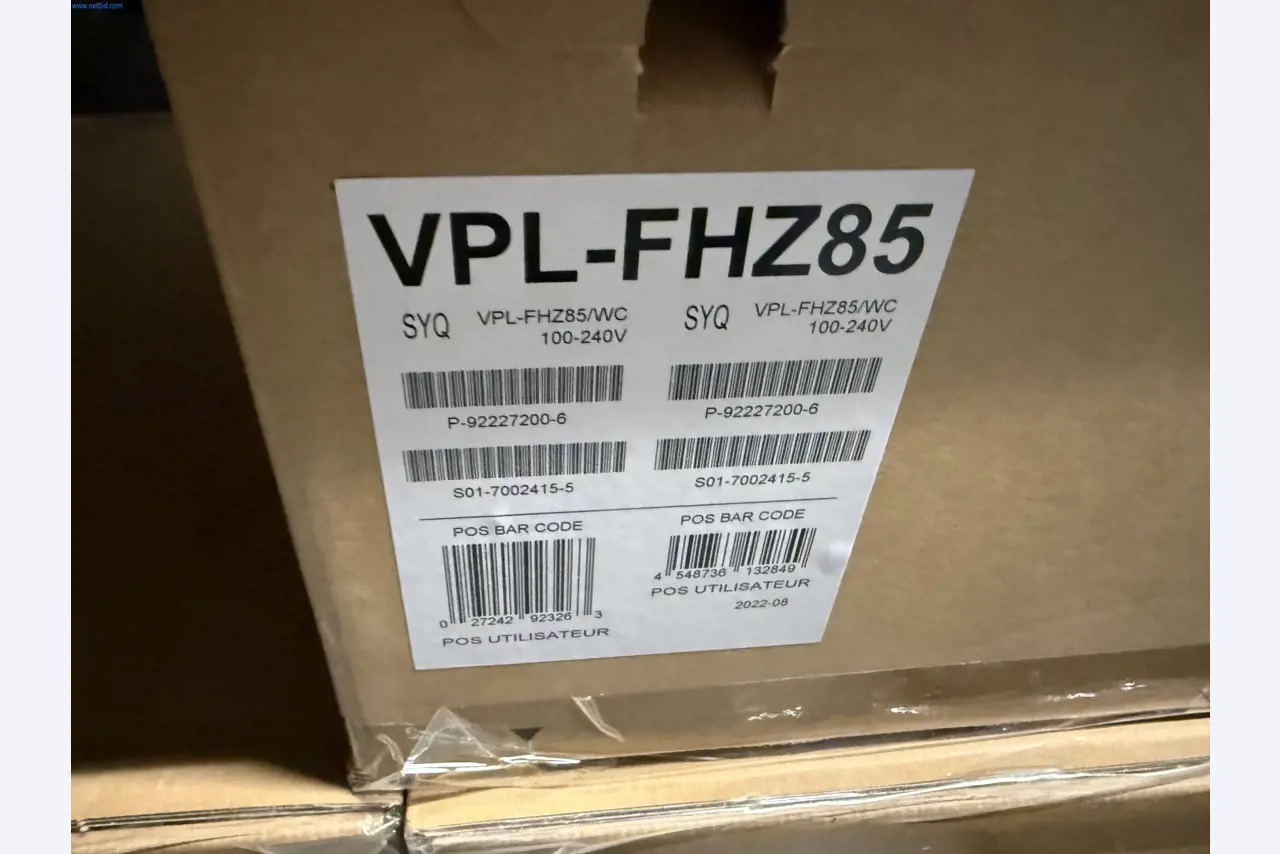 www.netbid.com
VPL-FHZ85
SYQ VPL-FHZ85/WC
100-240V
SYQ VPL-FHZ85/WC
100-240V
P-92227200-6
P-92227200-6
S01-7002415-5
S01-7002415-5
POS BAR CODE
0 27242 92326 3
POS UTILISATEUR
POS BAR CODE
4 548736 132849
POS UTILISATEUR
2022-08